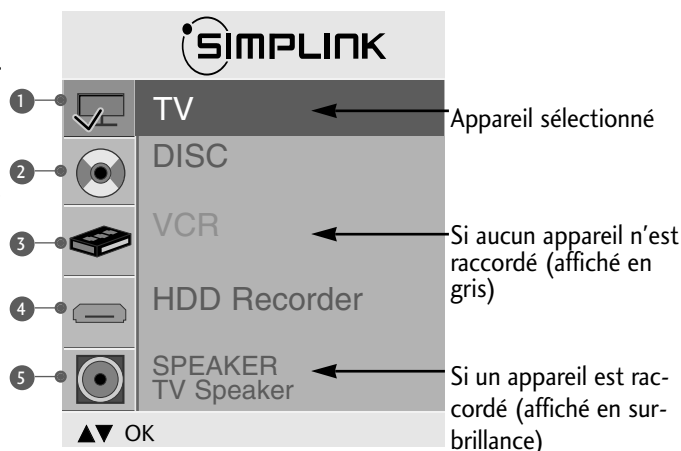 SIMPLINK
1 TV
Appareil sélectionné
2 DISC
3 VCR
Si aucun appareil n'est
raccordé (affiché en
gris)
4 HDD Recorder
5 SPEAKER
TV Speaker
Si un appareil est rac-
cordé (affiché en sur-
brillance)
▲▼ OK